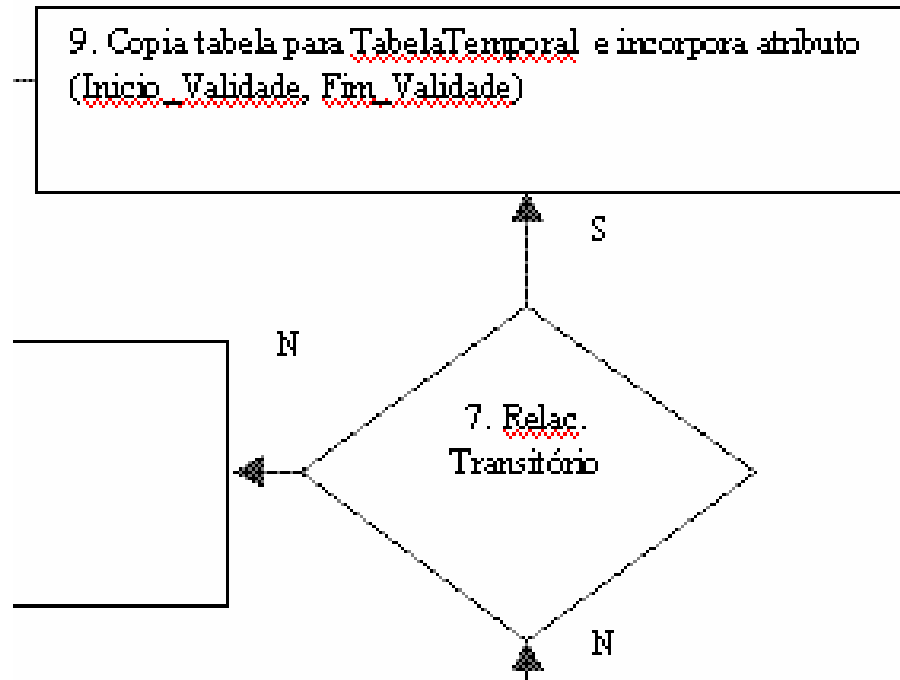 9. Copia tabela para TabelaTemporal e incorpora atributo
(Inicio_Validade, Fim_Validade)
S
N
7. Relac.
Transitório
N